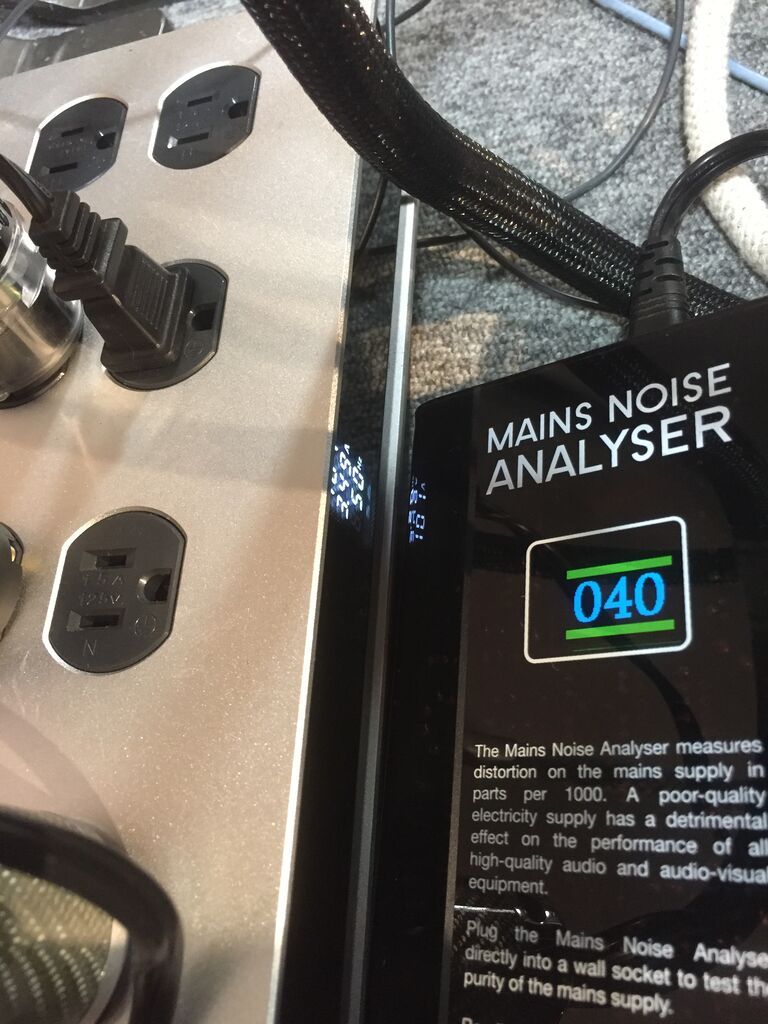 15A
125V
N
MAINS NOISE
ANALYSER
040
The Mains Noise Analyser measures
distortion on the mains supply in
parts per 1000. A poor-quality
electricity supply has a detrimental
effect on the performance of all
high-quality audio and audio-visual
equipment.
Plug the Mains Noise Analyse
directly into a wall socket to test the
purity of the mains supply.